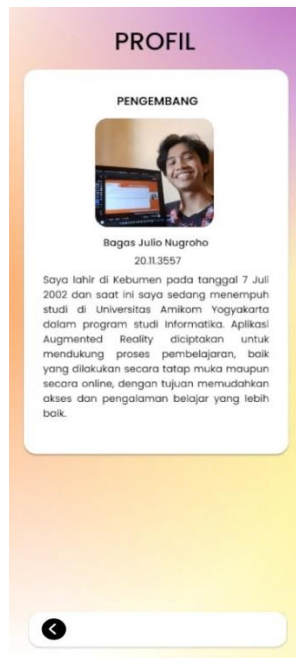 PROFIL
PENGEMBANG
Bagas Julio Nugroho
20.11.3557
Saya lahir di Kebumen pada tanggal 7 Juli
2002 dan saat ini saya sedang menempuh
studi di Universitas Amikom Yogyakarta
dalam program studi Informatika. Aplikasi
Augmented Reality diciptakan untuk
mendukung proses pembelajaran, baik
yang dilakukan secara tatap muka maupun
secara online, dengan tujuan memudahkan
akses dan pengalaman belajar yang lebih
baik.